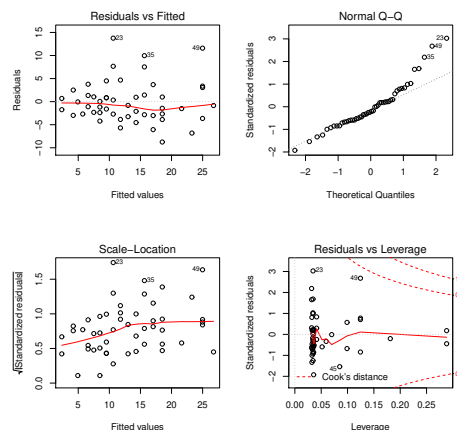 Residuals vs Fitted
Residuals
−10 −5 0 5 10 15
23
35
49
5 10 15 20 25
Fitted values
Normal Q−Q
Standardized residuals
−2 −1 0 1 2 3
23
49
35
−2 −1 0 1 2
Theoretical Quantiles
Scale−Location
√|Standardized residuals|
0.0 0.5 1.0 1.5
23
49
35
5 10 15 20 25
Fitted values
Residuals vs Leverage
Standardized residuals
−2 −1 0 1 2 3
23
49
45
Cook's distance
0.00 0.05 0.10 0.15 0.20 0.25
Leverage